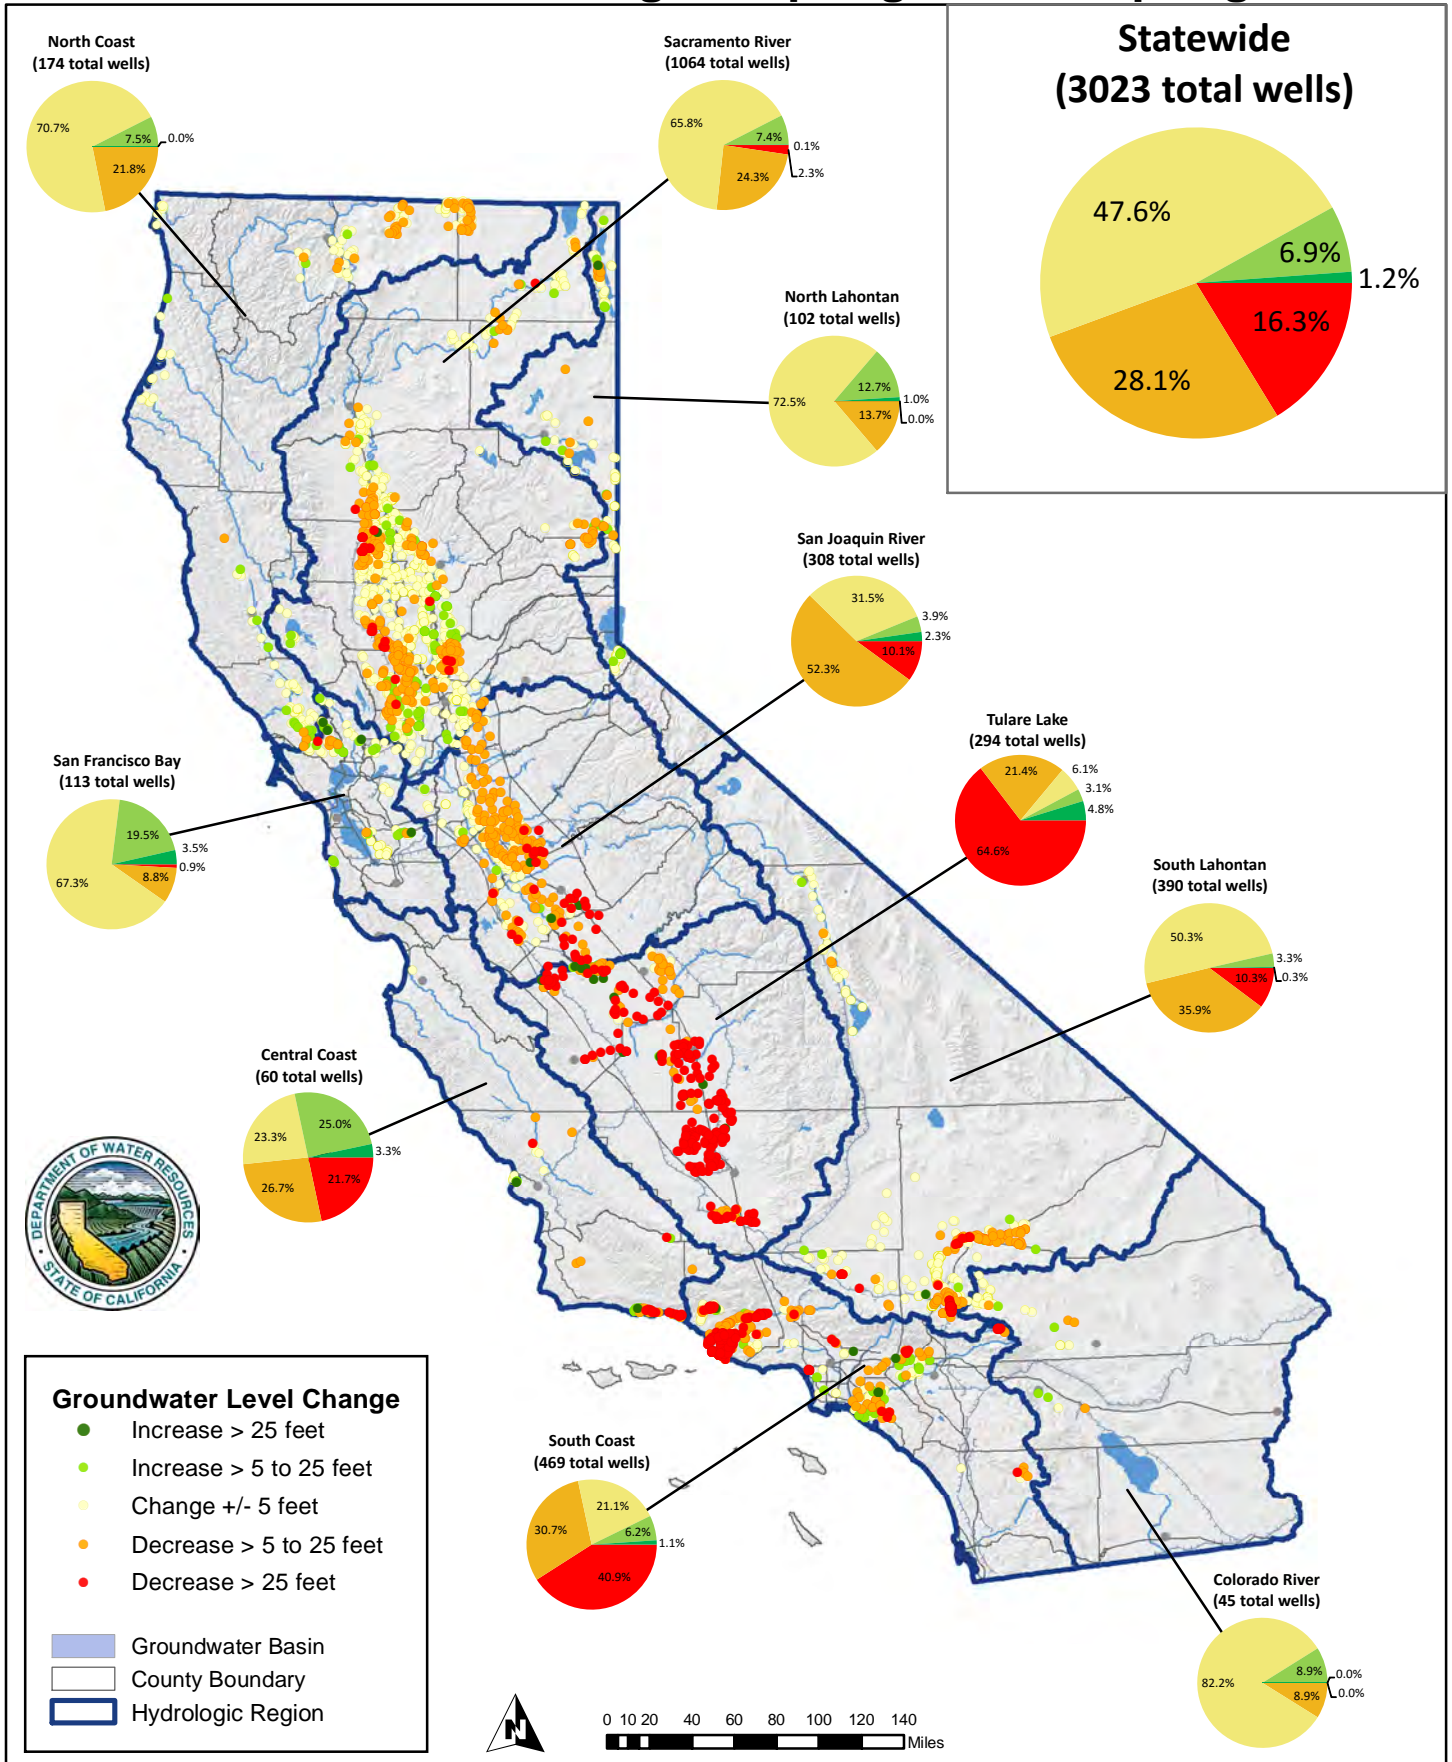 Statewide
(3023 total wells)
47.6%
6.9%
1.2%
16.3%
28.1%
North Coast
(174 total wells)
70.7%
7.5%
0.0%
21.8%
Sacramento River
(1064 total wells)
65.8%
7.4%
0.1%
2.3%
24.3%
North Lahontan
(102 total wells)
72.5%
12.7%
1.0%
0.0%
13.7%
San Joaquin River
(308 total wells)
31.5%
3.9%
2.3%
10.1%
52.3%
Tulare Lake
(294 total wells)
21.4%
6.1%
3.1%
4.8%
64.6%
San Francisco Bay
(113 total wells)
19.5%
3.5%
0.9%
8.8%
67.3%
South Lahontan
(390 total wells)
50.3%
3.3%
0.3%
10.3%
35.9%
Central Coast
(60 total wells)
25.0%
23.3%
3.3%
21.7%
26.7%
DEPARTMENT OF WATER RESOURCES
STATE OF CALIFORNIA
South Coast
(469 total wells)
21.1%
30.7%
6.2%
1.1%
40.9%
Colorado River
(45 total wells)
82.2%
8.9%
0.0%
0.0%
8.9%
Groundwater Level Change
Increase > 25 feet
Increase > 5 to 25 feet
Change +/- 5 feet
Decrease > 5 to 25 feet
Decrease > 25 feet
Groundwater Basin
County Boundary
Hydrologic Region
N
0 10 20 40 60 80 100 120 140
Miles